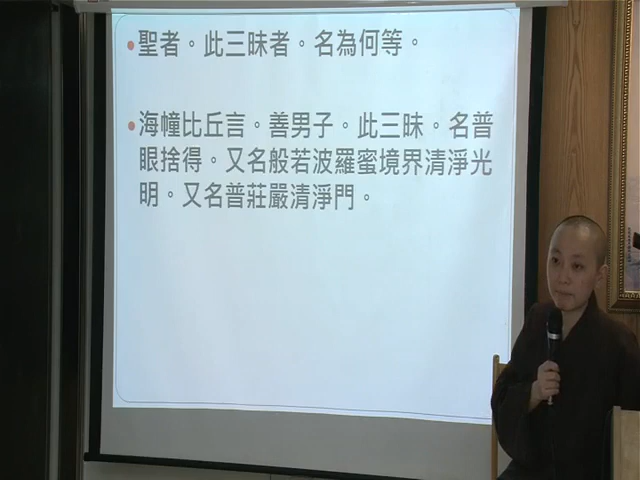 •聖者。此三昧者。名為何等。
•海幢比丘言。善男子。此三昧。名普
眼捨得。又名般若波羅蜜境界清淨光
明。又名普莊嚴清淨門。